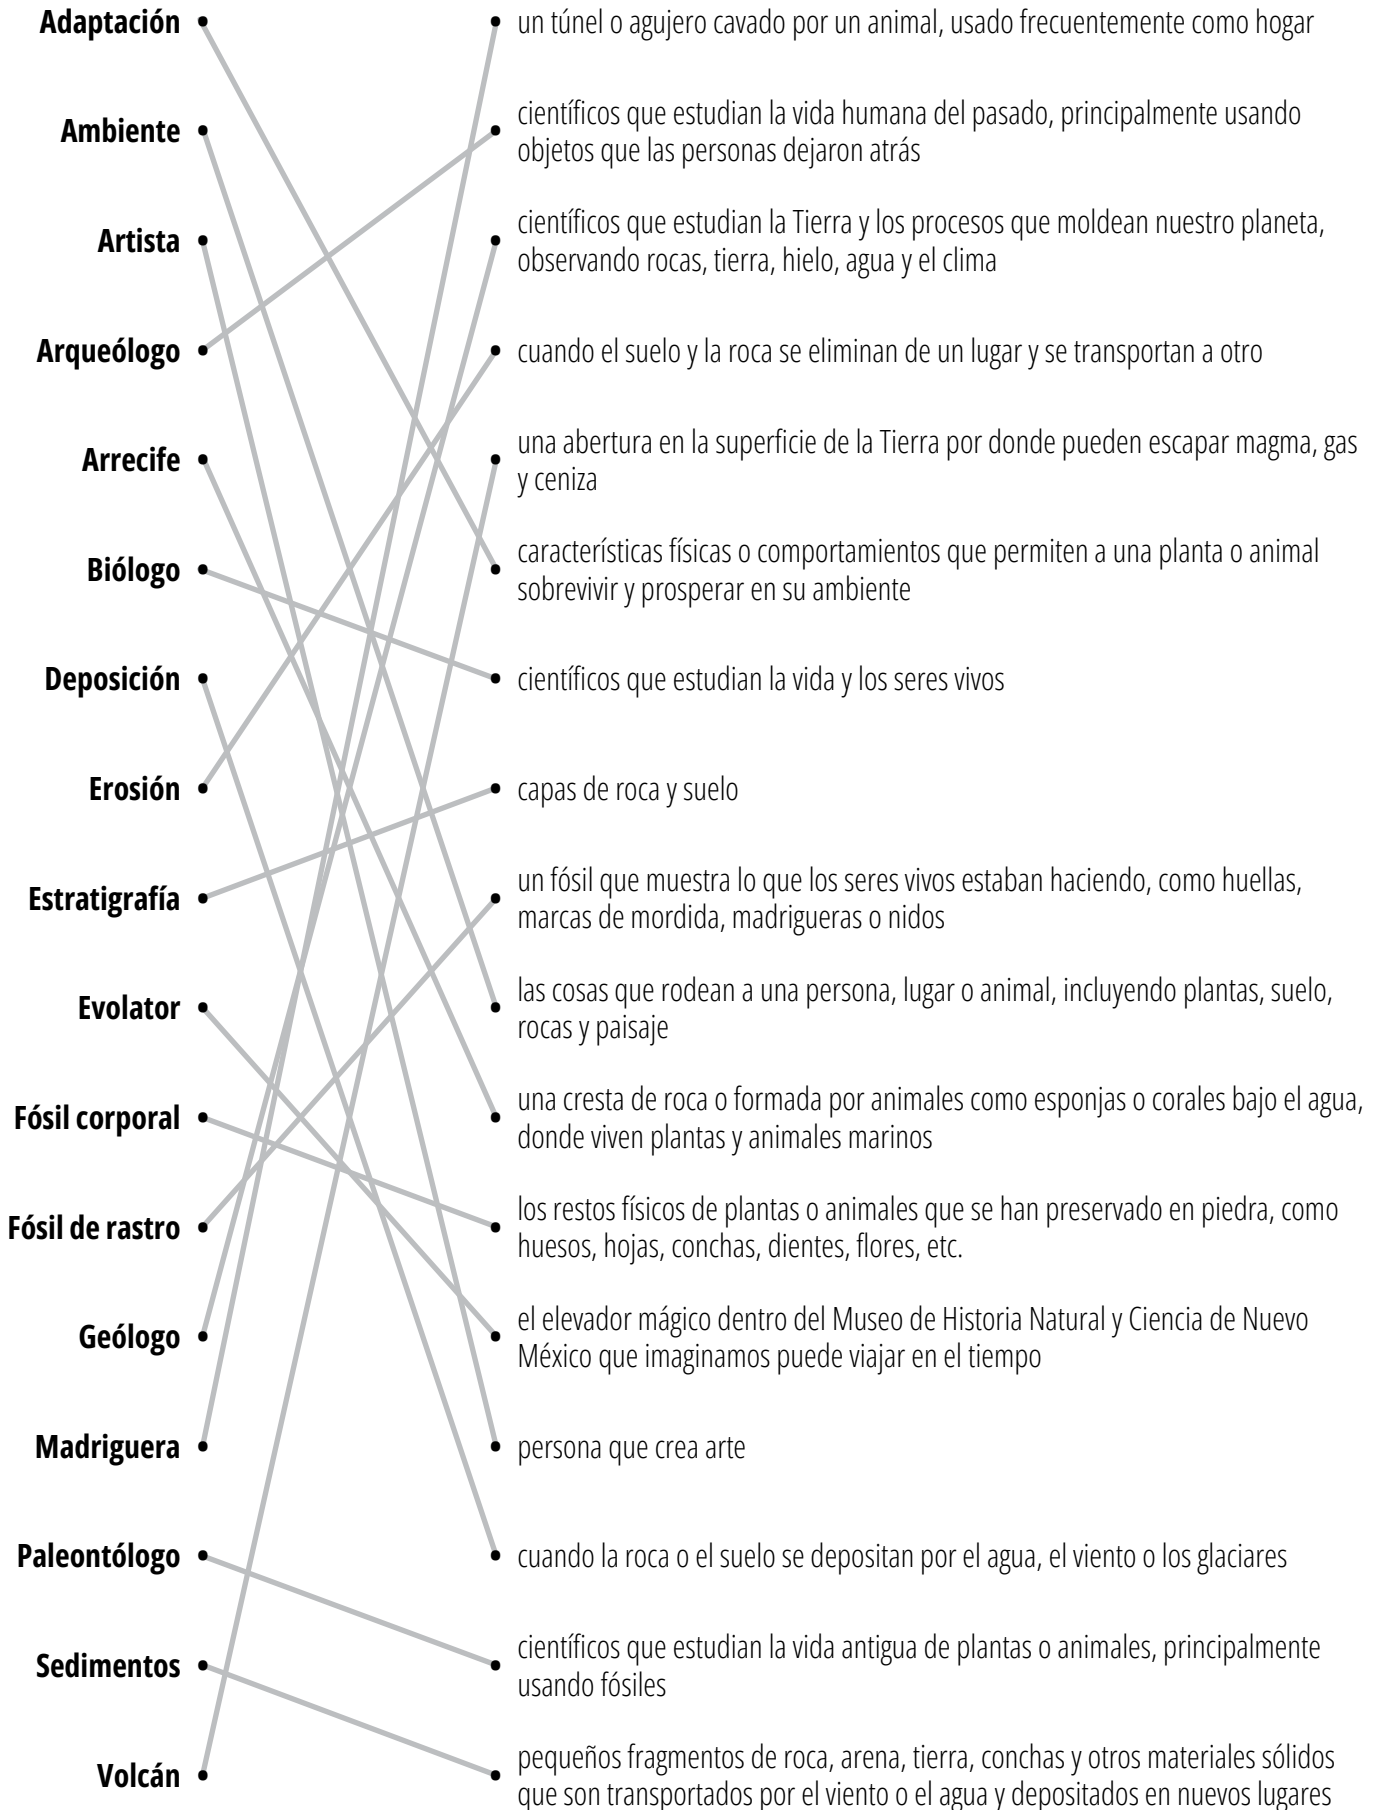 Adaptación
un túnel o agujero cavado por un animal, usado frecuentemente como hogar
Ambiente
científicos que estudian la vida humana del pasado, principalmente usando
objetos que las personas dejaron atrás
Artista
científicos que estudian la Tierra y los procesos que moldean nuestro planeta,
observando rocas, tierra, hielo, agua y el clima
Arqueólogo
cuando el suelo y la roca se eliminan de un lugar y se transportan a otro
Arrecife
una abertura en la superficie de la Tierra por donde pueden escapar magma, gas
y ceniza
Biólogo
características físicas o comportamientos que permiten a una planta o animal
sobrevivir y prosperar en su ambiente
Deposición
científicos que estudian la vida y los seres vivos
Erosión
capas de roca y suelo
Estratigrafía
un fósil que muestra lo que los seres vivos estaban haciendo, como huellas,
marcas de mordida, madrigueras o nidos
Evolator
las cosas que rodean a una persona, lugar o animal, incluyendo plantas, suelo,
rocas y paisaje
Fósil corporal
una cresta de roca o formada por animales como esponjas o corales bajo el agua,
donde viven plantas y animales marinos
Fósil de rastro
los restos físicos de plantas o animales que se han preservado en piedra, como
huesos, hojas, conchas, dientes, flores, etc.
Geólogo
el elevador mágico dentro del Museo de Historia Natural y Ciencia de Nuevo
México que imaginamos puede viajar en el tiempo
Madriguera
persona que crea arte
Paleontólogo
cuando la roca o el suelo se depositan por el agua, el viento o los glaciares
Sedimentos
científicos que estudian la vida antigua de plantas o animales, principalmente
usando fósiles
Volcán
pequeños fragmentos de roca, arena, tierra, conchas y otros materiales sólidos
que son transportados por el viento o el agua y depositados en nuevos lugares